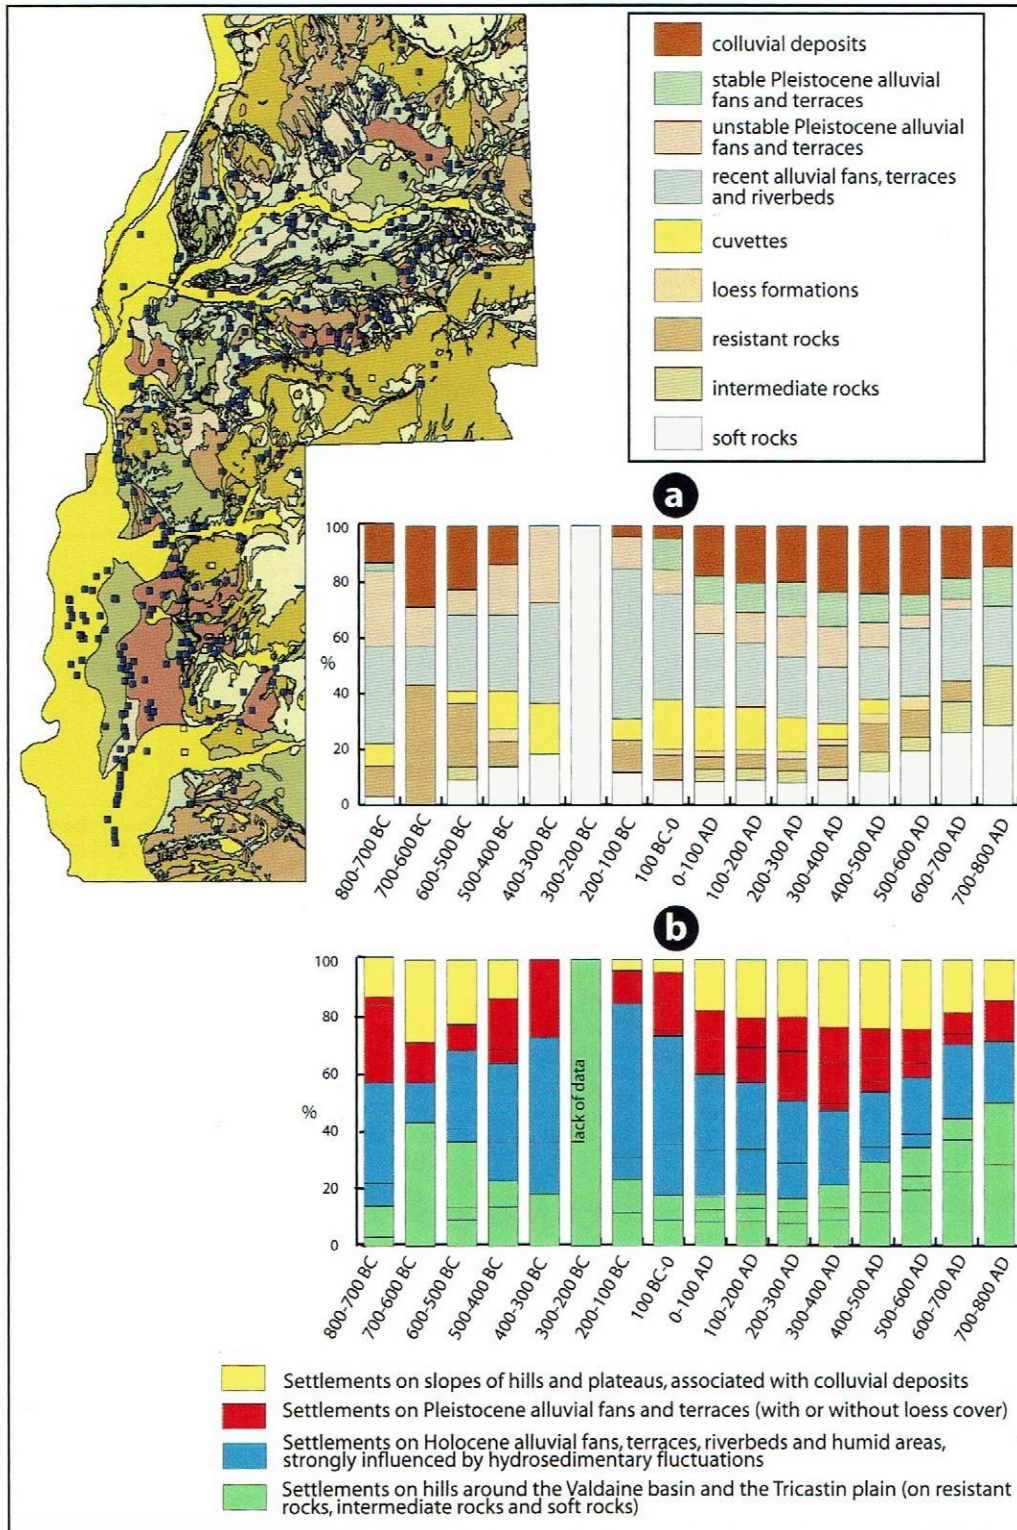 colluvial deposits
stable Pleistocene alluvial
fans and terraces
unstable Pleistocene alluvial
fans and terraces
recent alluvial fans, terraces
and riverbeds
cuvettes
loess formations
resistant rocks
intermediate rocks
soft rocks
a
100
80
60
%
40
20
0
800-700 BC
700-600 BC
600-500 BC
500-400 BC
400-300 BC
300-200 BC
200-100 BC
100 BC-0
0-100 AD
100-200 AD
200-300 AD
300-400 AD
400-500 AD
500-600 AD
600-700 AD
700-800 AD
b
100
80
60
%
40
20
0
lack of data
800-700 BC
700-600 BC
600-500 BC
500-400 BC
400-300 BC
300-200 BC
200-100 BC
100 BC-0
0-100 AD
100-200 AD
200-300 AD
300-400 AD
400-500 AD
500-600 AD
600-700 AD
700-800 AD
Settlements on slopes of hills and plateaus, associated with colluvial deposits
Settlements on Pleistocene alluvial fans and terraces (with or without loess cover)
Settlements on Holocene alluvial fans, terraces, riverbeds and humid areas,
strongly influenced by hydrosedimentary fluctuations
Settlements on hills around the Valdaine basin and the Tricastin plain (on resistant
rocks, intermediate rocks and soft rocks)